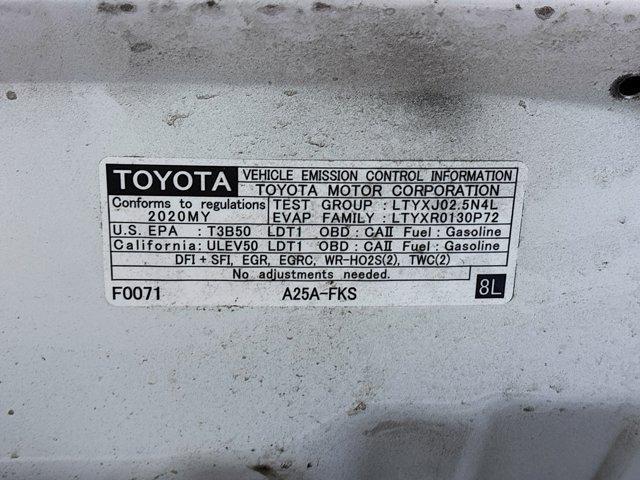 TOYOTA VEHICLE EMISSION CONTROL INFORMATION
TOYOTA MOTOR CORPORATION
Conforms to regulations TEST GROUP : LTYXJ02.5N4L
2020MY EVAP FAMILY : LTYXR0130P72
U.S. EPA : T3B50 LDT1 OBD : CAII Fuel : Gasoline
California: ULEV50 LDT1 OBD : CAII Fuel : Gasoline
DFI + SFI, EGR, EGRC, WR-HO2S(2), TWC(2)
No adjustments needed.
F0071 A25A-FKS 8L